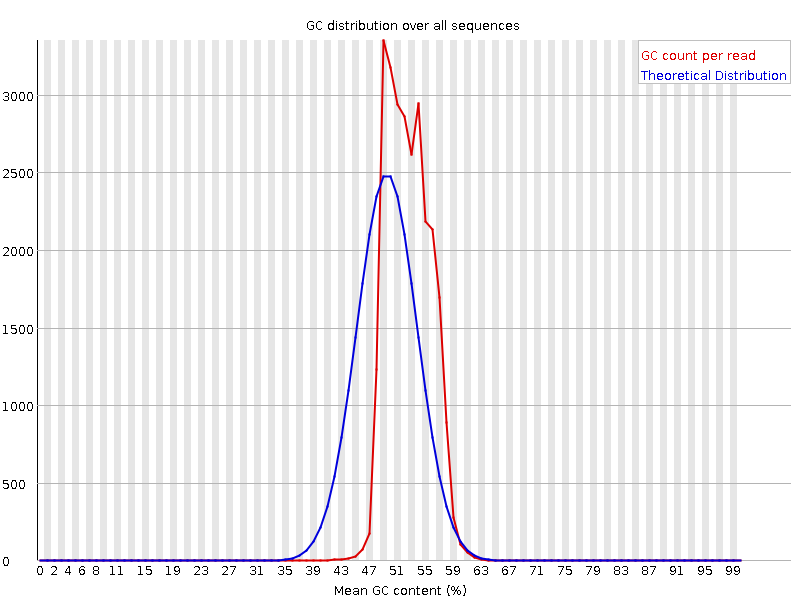 GC distribution over all sequences
GC count per read
Theoretical Distribution
3000
2500
2000
1500
1000
500
0
0 2 4 6 8 11 15 19 23 27 31 35 39 43 47 51 55 59 63 67 71 75 79 83 87 91 95 99
Mean GC content (%)